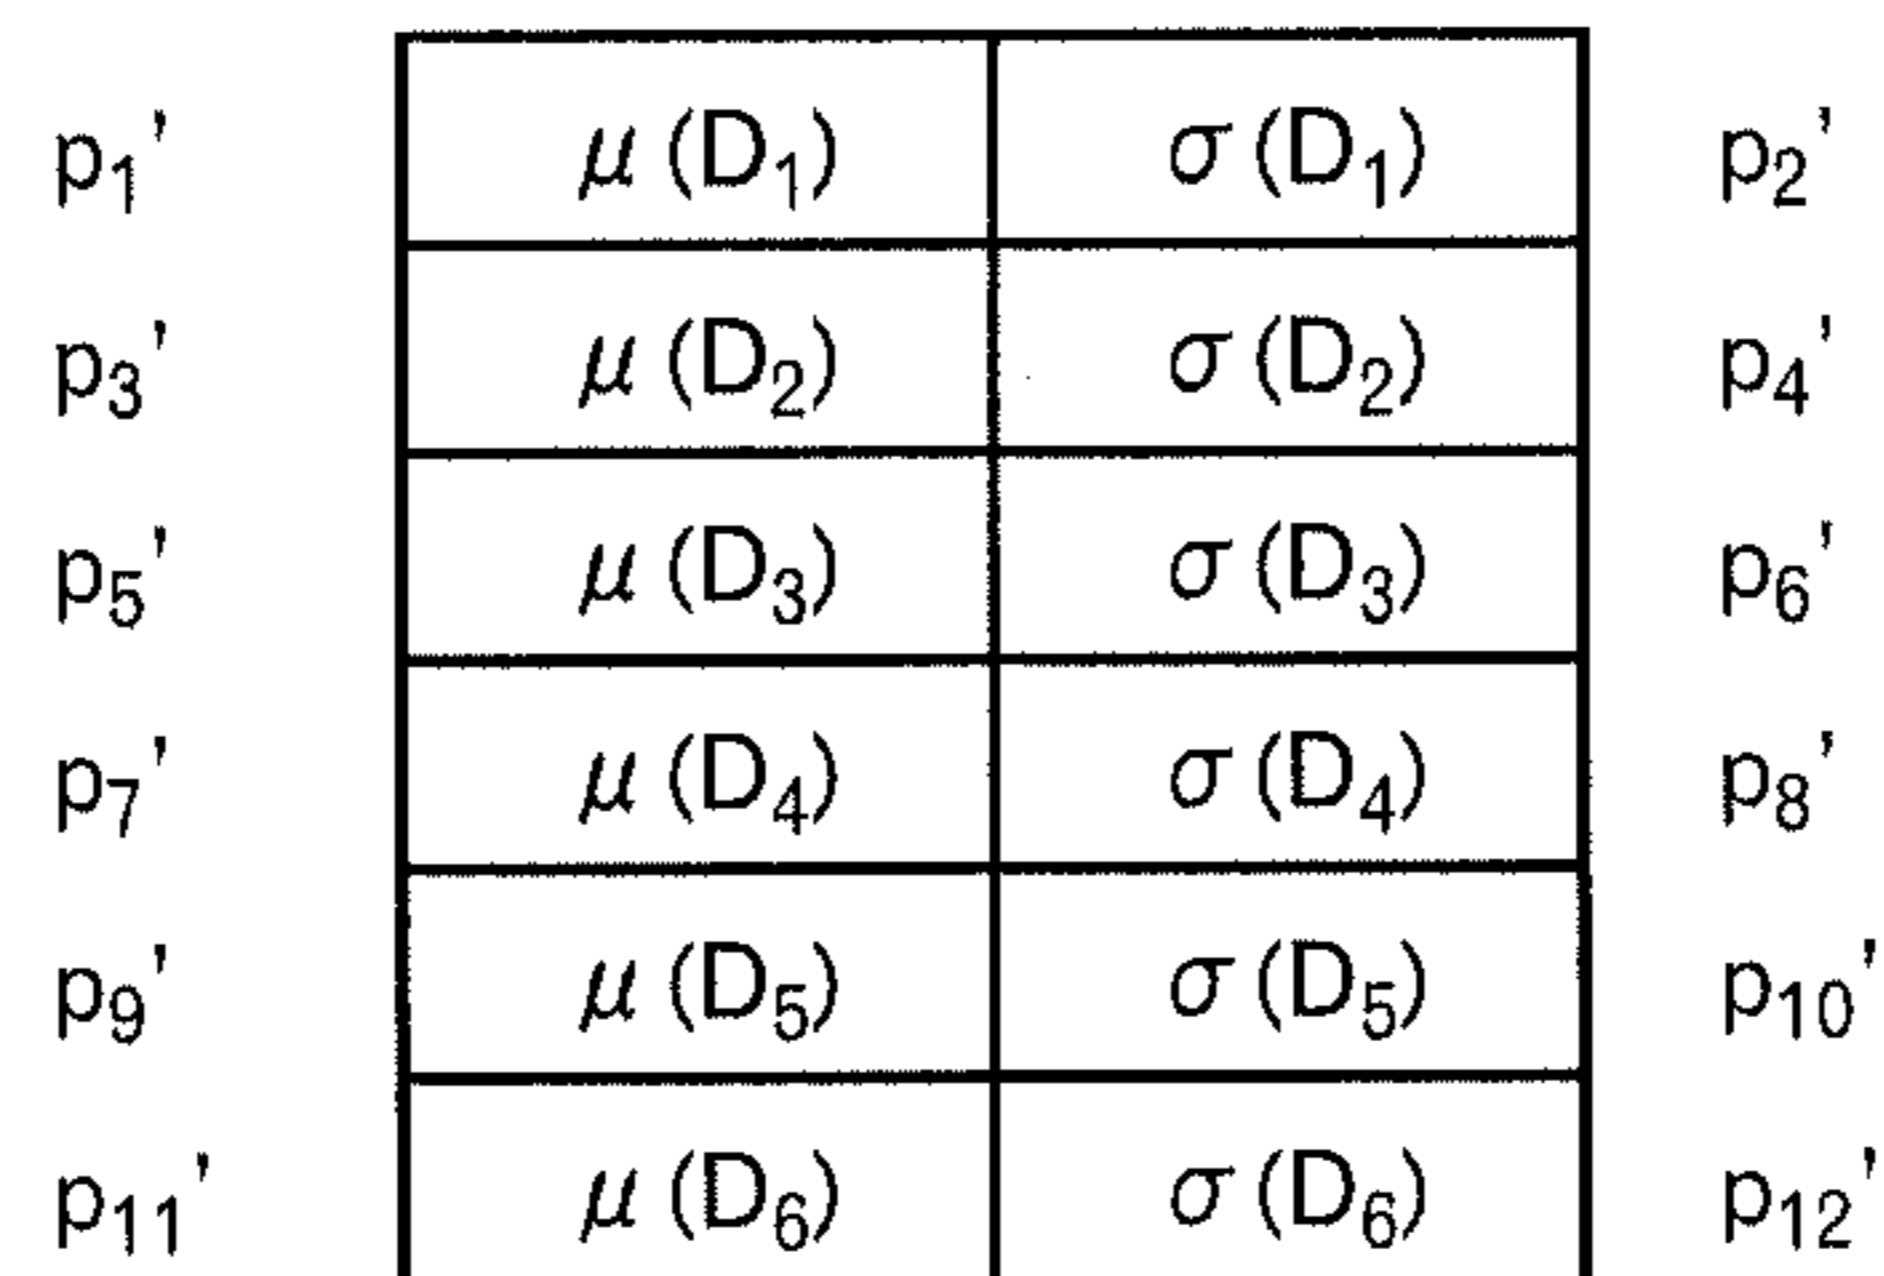 p₁’ μ (D₁) σ (D₁) p₂’
p₃’ μ (D₂) σ (D₂) p₄’
p₅’ μ (D₃) σ (D₃) p₆’
p₇’ μ (D₄) σ (D₄) p₈’
p₉’ μ (D₅) σ (D₅) p₁₀’
p₁₁’ μ (D₆) σ (D₆) p₁₂’